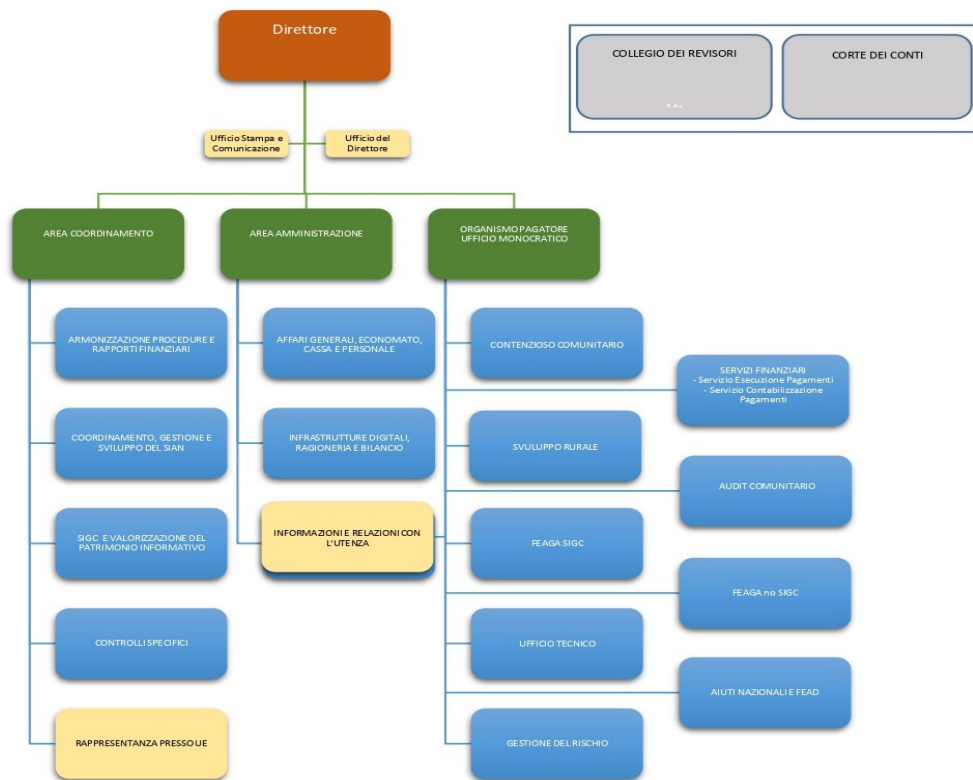 Direttore
COLLEGIO DEI REVISORI
CORTE DEI CONTI
Ufficio Stampa e
Comunicazione
Ufficio del
Direttore
AREA COORDINAMENTO
AREA AMMINISTRAZIONE
ORGANISMO PAGATORE
UFFICIO MONOCRATICO
ARMONIZZAZIONE PROCEDURE E
RAPPORTI FINANZIARI
AFFARI GENERALI, ECONOMATO,
CASSA E PERSONALE
CONTENZIOSO COMUNITARIO
SERVIZI FINANZIARI
- Servizio Esecuzione Pagamenti
- Servizio Contabilizzazione
Pagamenti
COORDINAMENTO, GESTIONE E
SVILUPPO DEL SIAN
INFRASTRUTTURE DIGITALI,
RAGIONERIA E BILANCIO
SVULUPPO RURALE
AUDIT COMUNITARIO
SIGC E VALORIZZAZIONE DEL
PATRIMONIO INFORMATIVO
INFORMAZIONI E RELAZIONI CON
L'UTENZA
FEAGA SIGC
FEAGA no SIGC
CONTROLLI SPECIFICI
UFFICIO TECNICO
AIUTI NAZIONALI E FEAD
RAPPRESENTANZA PRESSO UE
GESTIONE DEL RISCHIO